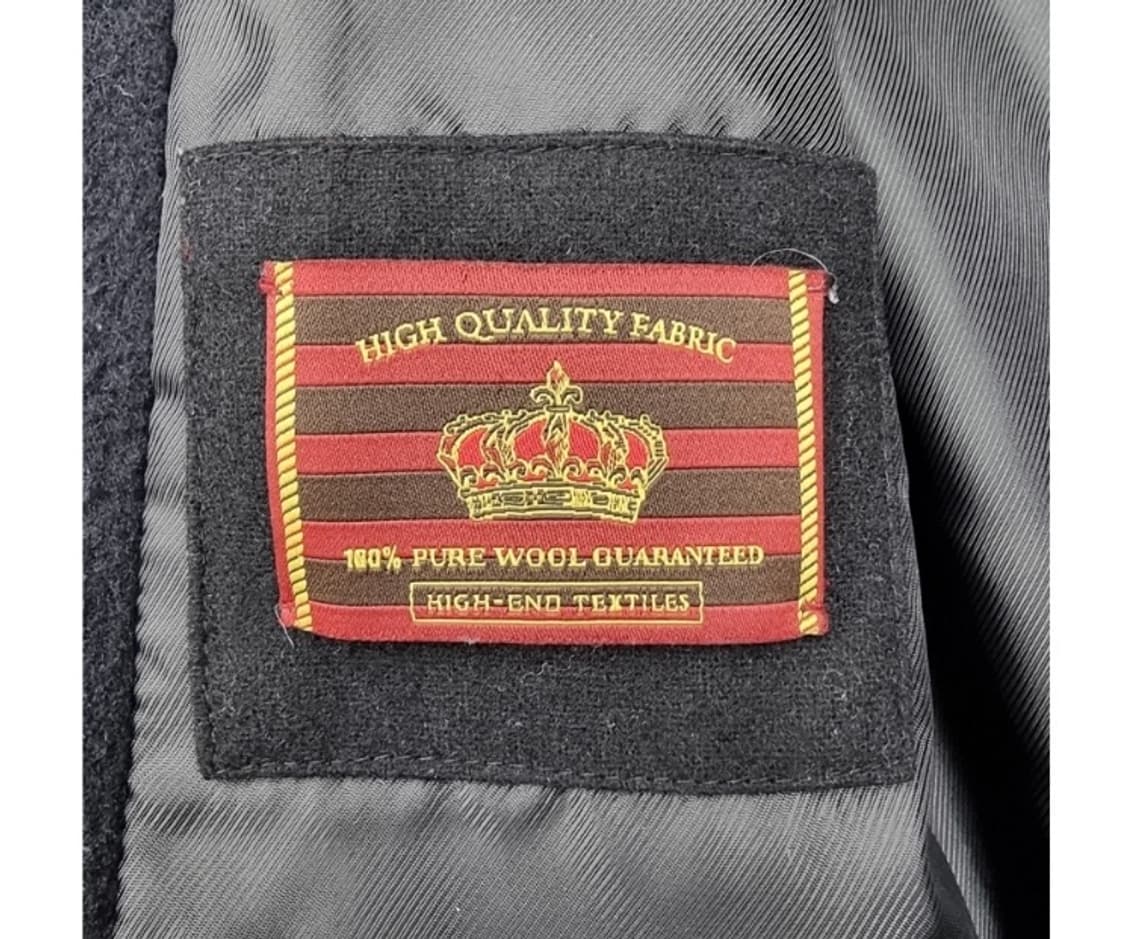 HIGH QUALITY FABRIC
100% PURE WOOL GUARANTEED
HIGH-END TEXTILES